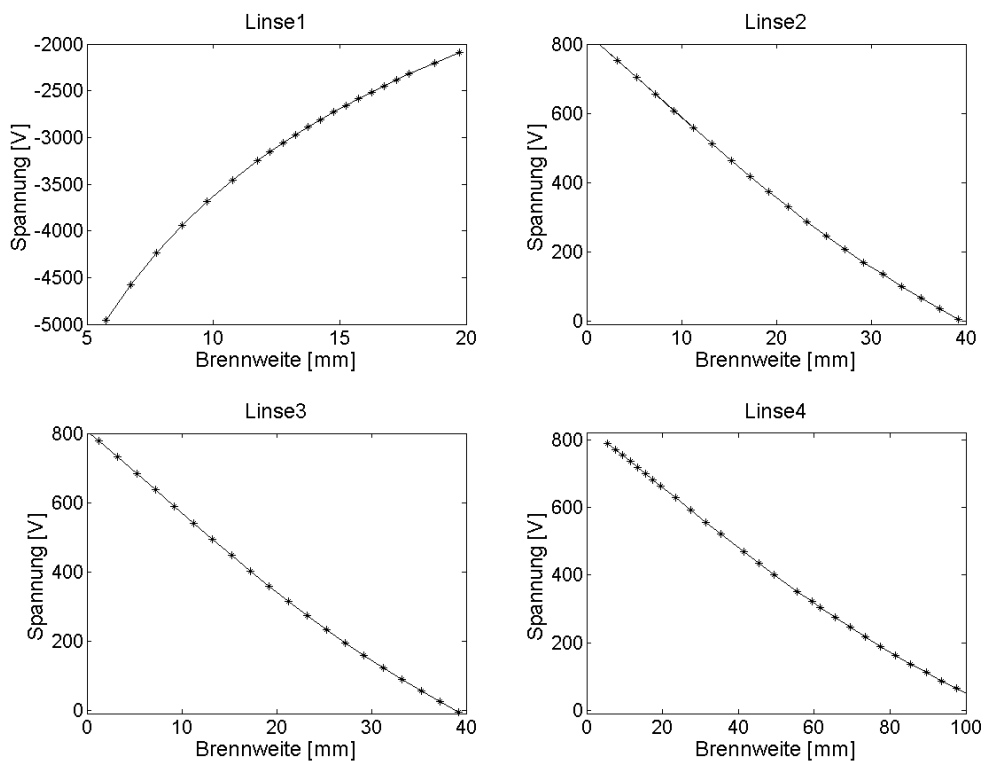 Linse1
-2000
-2500
-3000
-3500
-4000
-4500
-5000
Spannung [V]
5 10 15 20
Brennweite [mm]
Linse2
800
600
400
200
0
Spannung [V]
0 10 20 30 40
Brennweite [mm]
Linse3
800
600
400
200
0
Spannung [V]
0 10 20 30 40
Brennweite [mm]
Linse4
800
600
400
200
0
Spannung [V]
0 20 40 60 80 100
Brennweite [mm]